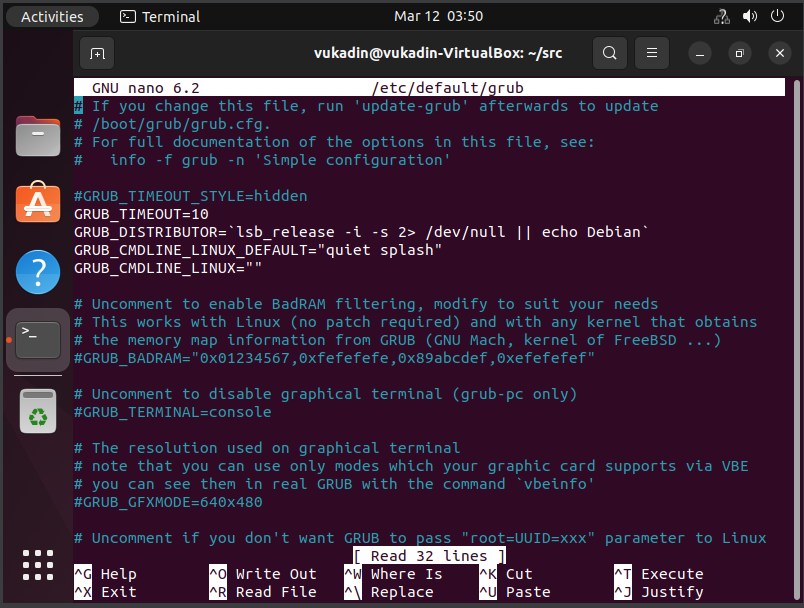 Activities Terminal Mar 12 03:50
vukadin@vukadin-VirtualBox: ~/src
GNU nano 6.2 /etc/default/grub
# If you change this file, run 'update-grub' afterwards to update
# /boot/grub/grub.cfg.
# For full documentation of the options in this file, see:
#   info -f grub -n 'Simple configuration'
#GRUB_TIMEOUT_STYLE=hidden
GRUB_TIMEOUT=10
GRUB_DISTRIBUTOR=`lsb_release -i -s 2> /dev/null || echo Debian`
GRUB_CMDLINE_LINUX_DEFAULT="quiet splash"
GRUB_CMDLINE_LINUX=""
# Uncomment to enable BadRAM filtering, modify to suit your needs
# This works with Linux (no patch required) and with any kernel that obtains
# the memory map information from GRUB (GNU Mach, kernel of FreeBSD ...)
#GRUB_BADRAM="0x01234567,0xfefefefe,0x89abcdef,0xefefefef"
# Uncomment to disable graphical terminal (grub-pc only)
#GRUB_TERMINAL=console
# The resolution used on graphical terminal
# note that you can use only modes which your graphic card supports via VBE
# you can see them in real GRUB with the command `vbeinfo'
#GRUB_GFXMODE=640x480
# Uncomment if you don't want GRUB to pass "root=UUID=xxx" parameter to Linux
[ Read 32 lines ]
^G Help ^O Write Out ^W Where Is ^K Cut ^T Execute
^X Exit ^R Read File ^\ Replace ^U Paste ^J Justify